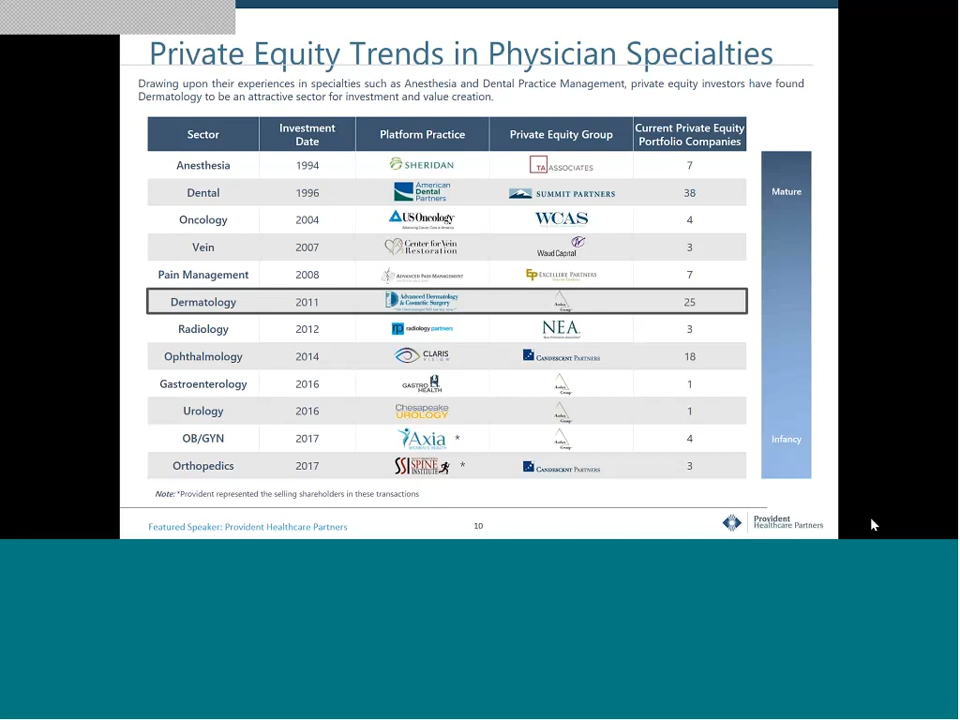 Private Equity Trends in Physician Specialties
Drawing upon their experiences in specialties such as Anesthesia and Dental Practice Management, private equity investors have found
Dermatology to be an attractive sector for investment and value creation.
Sector Investment Date Platform Practice Private Equity Group Current Private Equity Portfolio Companies
Anesthesia 1994 SHERIDAN TA ASSOCIATES 7
Dental 1996 American Dental Partners SUMMIT PARTNERS 38
Mature
Oncology 2004 US Oncology WCAS 4
Vein 2007 Center for Vein RESTORATION Waud Capital 3
Pain Management 2008 ADVANCED PAIN MANAGEMENT EP EXCELLERE PARTNERS 7
Dermatology 2011 Advanced Dermatology & Cosmetic Surgery 25
Radiology 2012 rp radiology partners NEA 3
Ophthalmology 2014 CLARIS VISION CANDESCENT PARTNERS 18
Gastroenterology 2016 GASTRO HEALTH 1
Urology 2016 Chesapeake UROLOGY 1
OB/GYN 2017 Axia WOMEN'S HEALTH * 4
Infancy
Orthopedics 2017 SSI SPINE INSTITUTE * CANDESCENT PARTNERS 3
Note: *Provident represented the selling shareholders in these transactions
Featured Speaker: Provident Healthcare Partners
10
Provident
Healthcare Partners